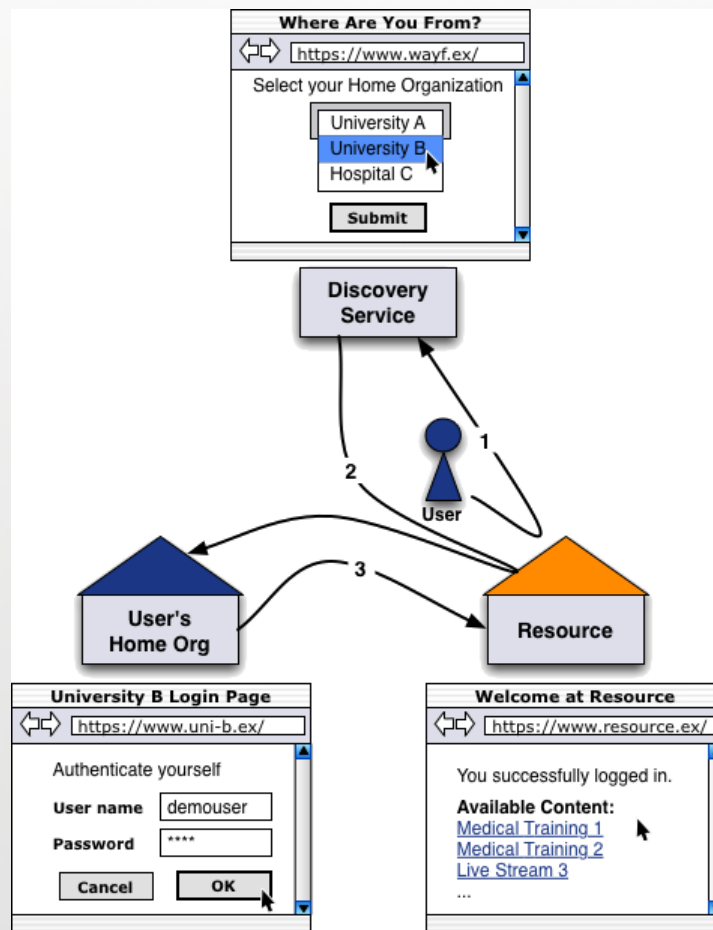 Where Are You From?
https://www.wayf.ex/
Select your Home Organization
University A
University B
Hospital C
Submit
Discovery
Service
1
2
User
3
User's
Home Org
Resource
University B Login Page
https://www.uni-b.ex/
Authenticate yourself
User name demouser
Password ****
Cancel OK
Welcome at Resource
https://www.resource.ex/
You successfully logged in.
Available Content:
Medical Training 1
Medical Training 2
Live Stream 3
...